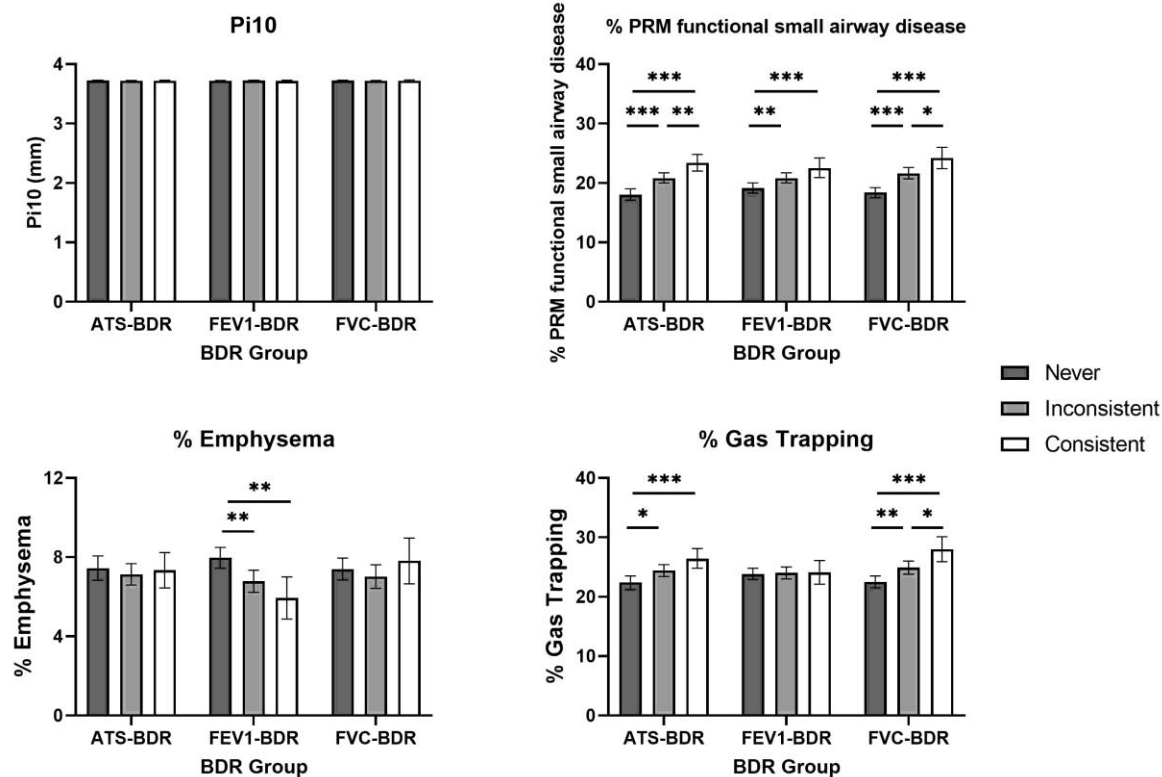 Pi10
Pi10 (mm)
4
3
2
1
0
ATS-BDR FEV1-BDR FVC-BDR
BDR Group
% PRM functional small airway disease
% PRM functional small airway disease
40
30
20
10
0
*** *** ***
*** ** ** *** *
ATS-BDR FEV1-BDR FVC-BDR
BDR Group
Never
Inconsistent
Consistent
% Emphysema
% Emphysema
12
8
4
0
**
**
ATS-BDR FEV1-BDR FVC-BDR
BDR Group
% Gas Trapping
% Gas Trapping
40
30
20
10
0
*** ***
* ** *
ATS-BDR FEV1-BDR FVC-BDR
BDR Group